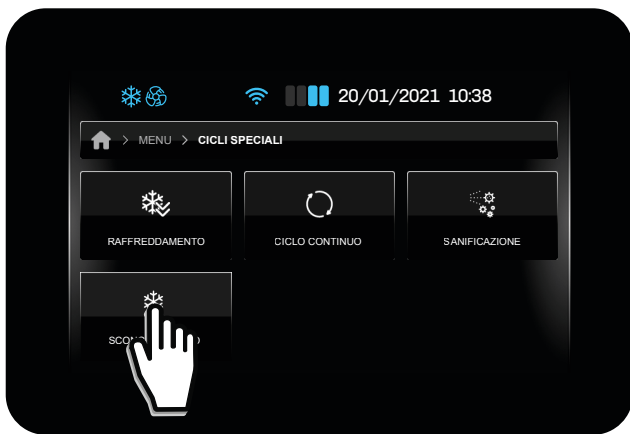 20/01/2021 10:38
> MENU > CICLI SPECIALI
RAFFREDDAMENTO
CICLO CONTINUO
SANIFICAZIONE